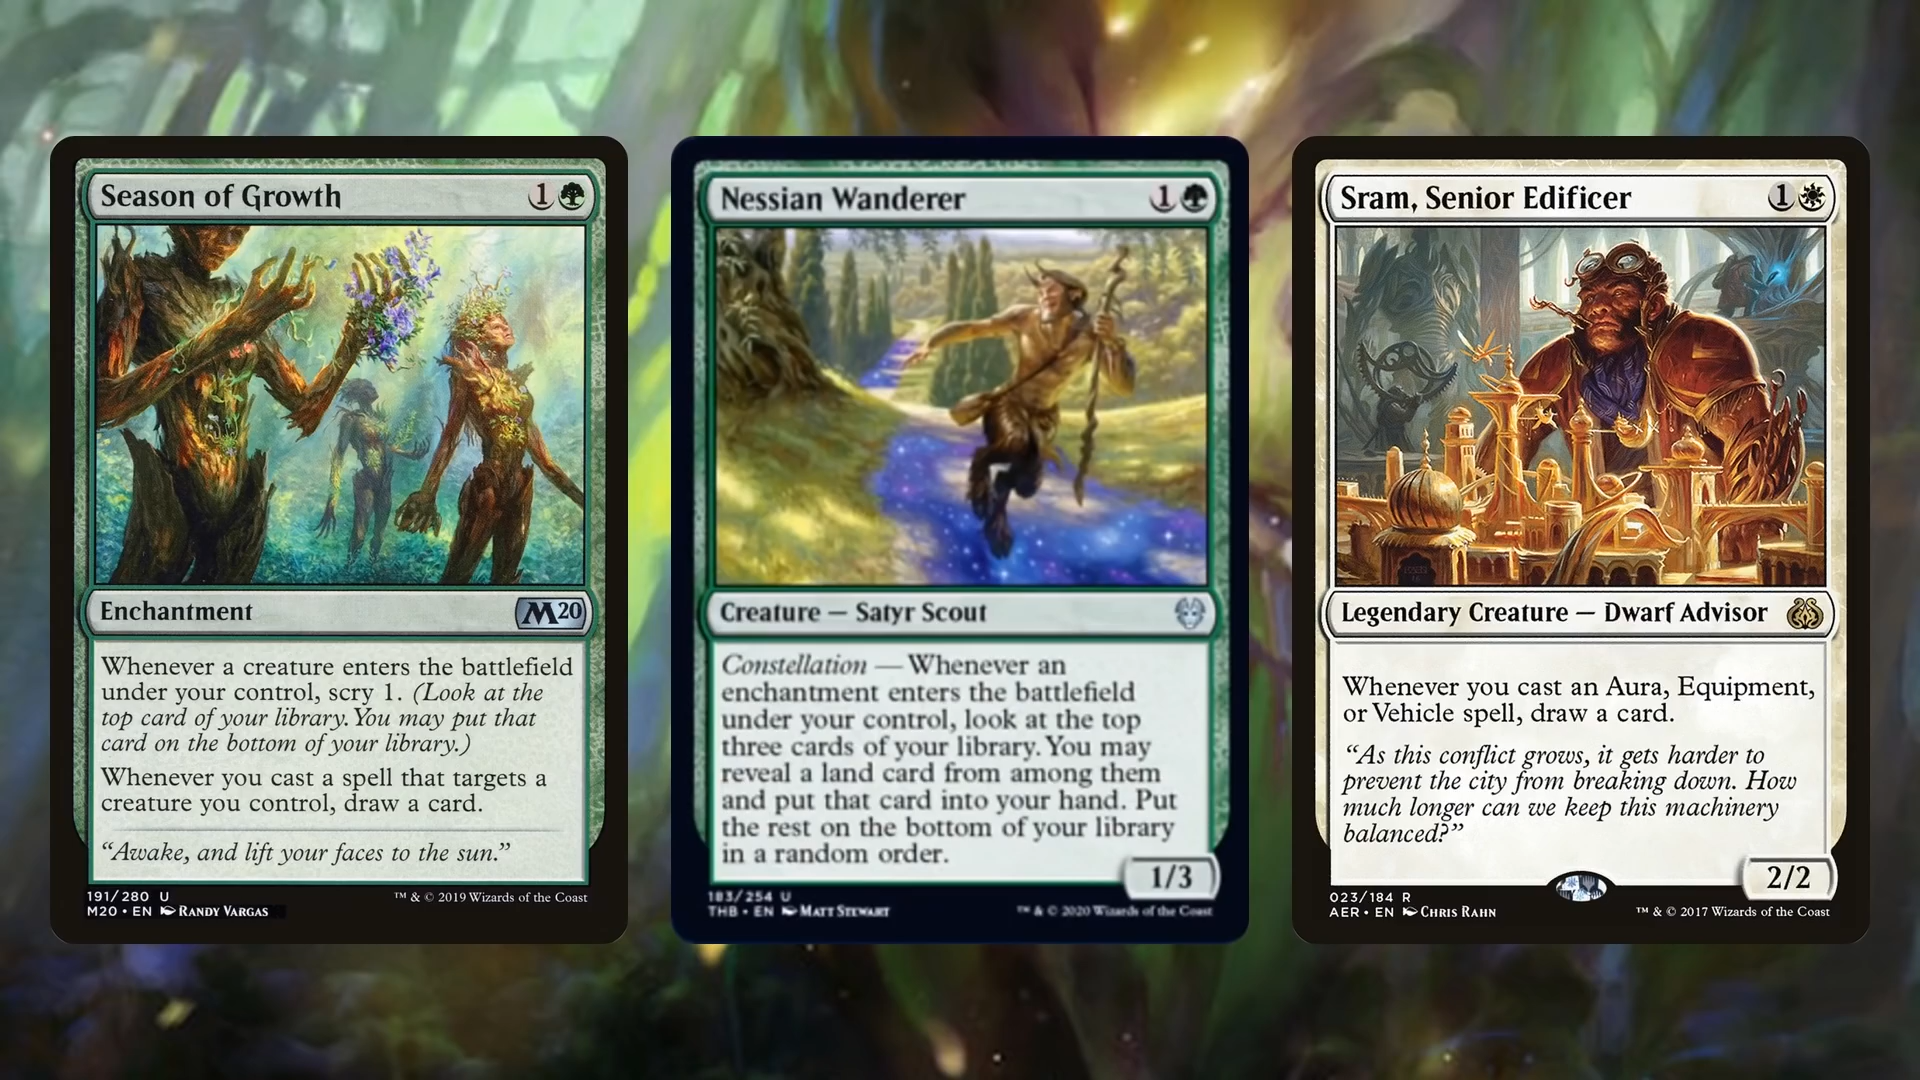 Season of Growth 1
Enchantment M20
Whenever a creature enters the battlefield
under your control, scry 1. (Look at the
top card of your library. You may put that
card on the bottom of your library.)
Whenever you cast a spell that targets a
creature you control, draw a card.
“Awake, and lift your faces to the sun.”
191/280 U
M20 • EN Randy Vargas
™ & © 2019 Wizards of the Coast
Nessian Wanderer 1
Creature — Satyr Scout
Constellation — Whenever an
enchantment enters the battlefield
under your control, look at the top
three cards of your library. You may
reveal a land card from among them
and put that card into your hand. Put
the rest on the bottom of your library
in a random order.
1/3
183/254 U
THB • EN Matt Stewart
™ & © 2020 Wizards of the Coast
Sram, Senior Edificer 1
Legendary Creature — Dwarf Advisor
Whenever you cast an Aura, Equipment,
or Vehicle spell, draw a card.
“As this conflict grows, it gets harder to
prevent the city from breaking down. How
much longer can we keep this machinery
balanced?”
2/2
023/184 R
AER • EN Chris Rahn
™ & © 2017 Wizards of the Coast